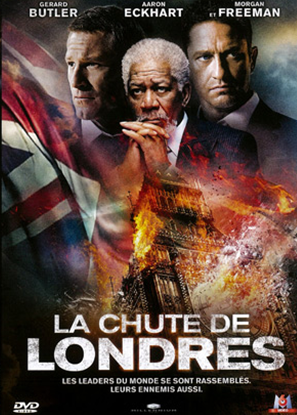 GERARD
BUTLER
AARON
ECKHART
MORGAN
FREEMAN
LA CHUTE DE
LONDRES
LES LEADERS DU MONDE SE SONT RASSEMBLÉS.
LEURS ENNEMIS AUSSI.
DVD
M